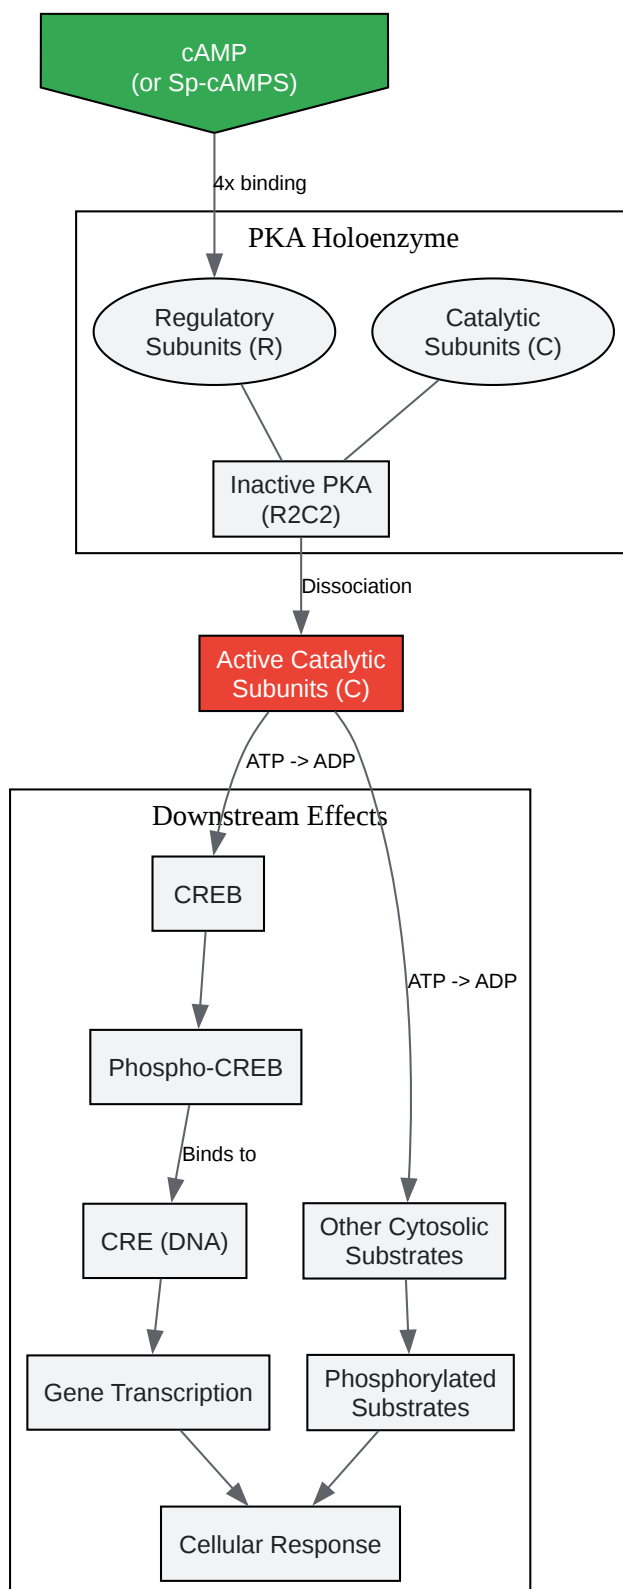 cAMP
(or Sp-cAMPS)
4x binding
PKA Holoenzyme
Regulatory
Subunits (R)
Catalytic
Subunits (C)
Inactive PKA
(R2C2)
Dissociation
Active Catalytic
Subunits (C)
ATP -> ADP
Downstream Effects
CREB
ATP -> ADP
Phospho-CREB
Binds to
CRE (DNA)
Other Cytosolic
Substrates
Gene Transcription
Phosphorylated
Substrates
Cellular Response